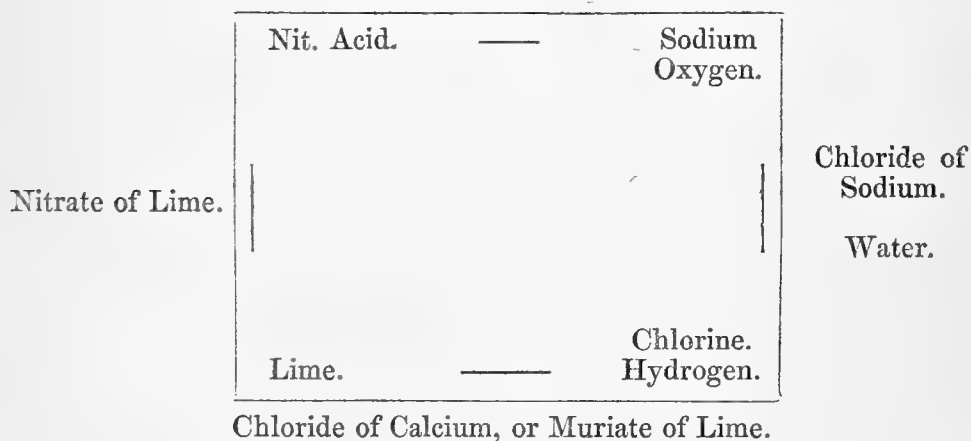 Nit. Acid. — Sodium
Oxygen.
Chloride of
Sodium.
Nitrate of Lime.
Water.
Chlorine.
Lime. — Hydrogen.
Chloride of Calcium, or Muriate of Lime.